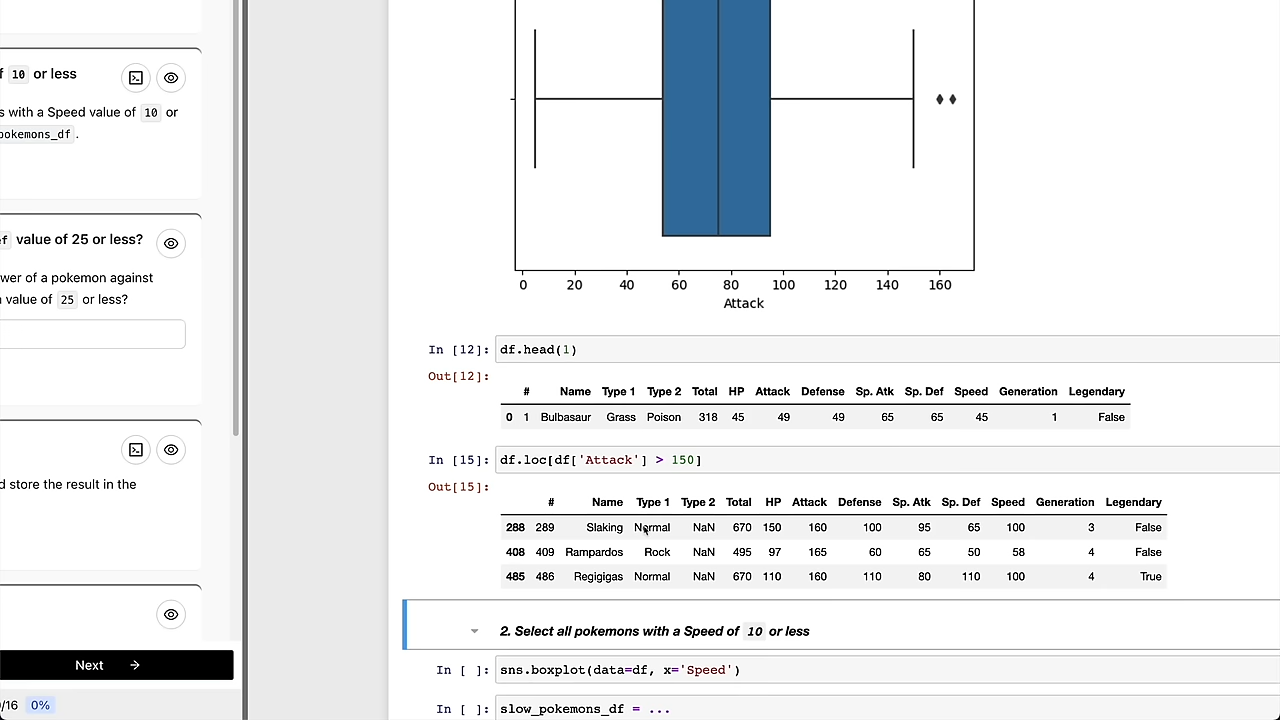 f 10 or less
s with a Speed value of 10 or
pokemons_df.
ef value of 25 or less?
wer of a pokemon against
value of 25 or less?
d store the result in the
Next →
/16 0%
0 20 40 60 80 100 120 140 160
Attack
In [12]: df.head(1)
Out[12]:
# Name Type 1 Type 2 Total HP Attack Defense Sp. Atk Sp. Def Speed Generation Legendary
0 1 Bulbasaur Grass Poison 318 45 49 49 65 65 45 1 False
In [15]: df.loc[df['Attack'] > 150]
Out[15]:
# Name Type 1 Type 2 Total HP Attack Defense Sp. Atk Sp. Def Speed Generation Legendary
288 289 Slaking Normal NaN 670 150 160 100 95 65 100 3 False
408 409 Rampardos Rock NaN 495 97 165 60 65 50 58 4 False
485 486 Regigigas Normal NaN 670 110 160 110 80 110 100 4 True
2. Select all pokemons with a Speed of 10 or less
In [ ]: sns.boxplot(data=df, x='Speed')
In [ ]: slow_pokemons_df = ...